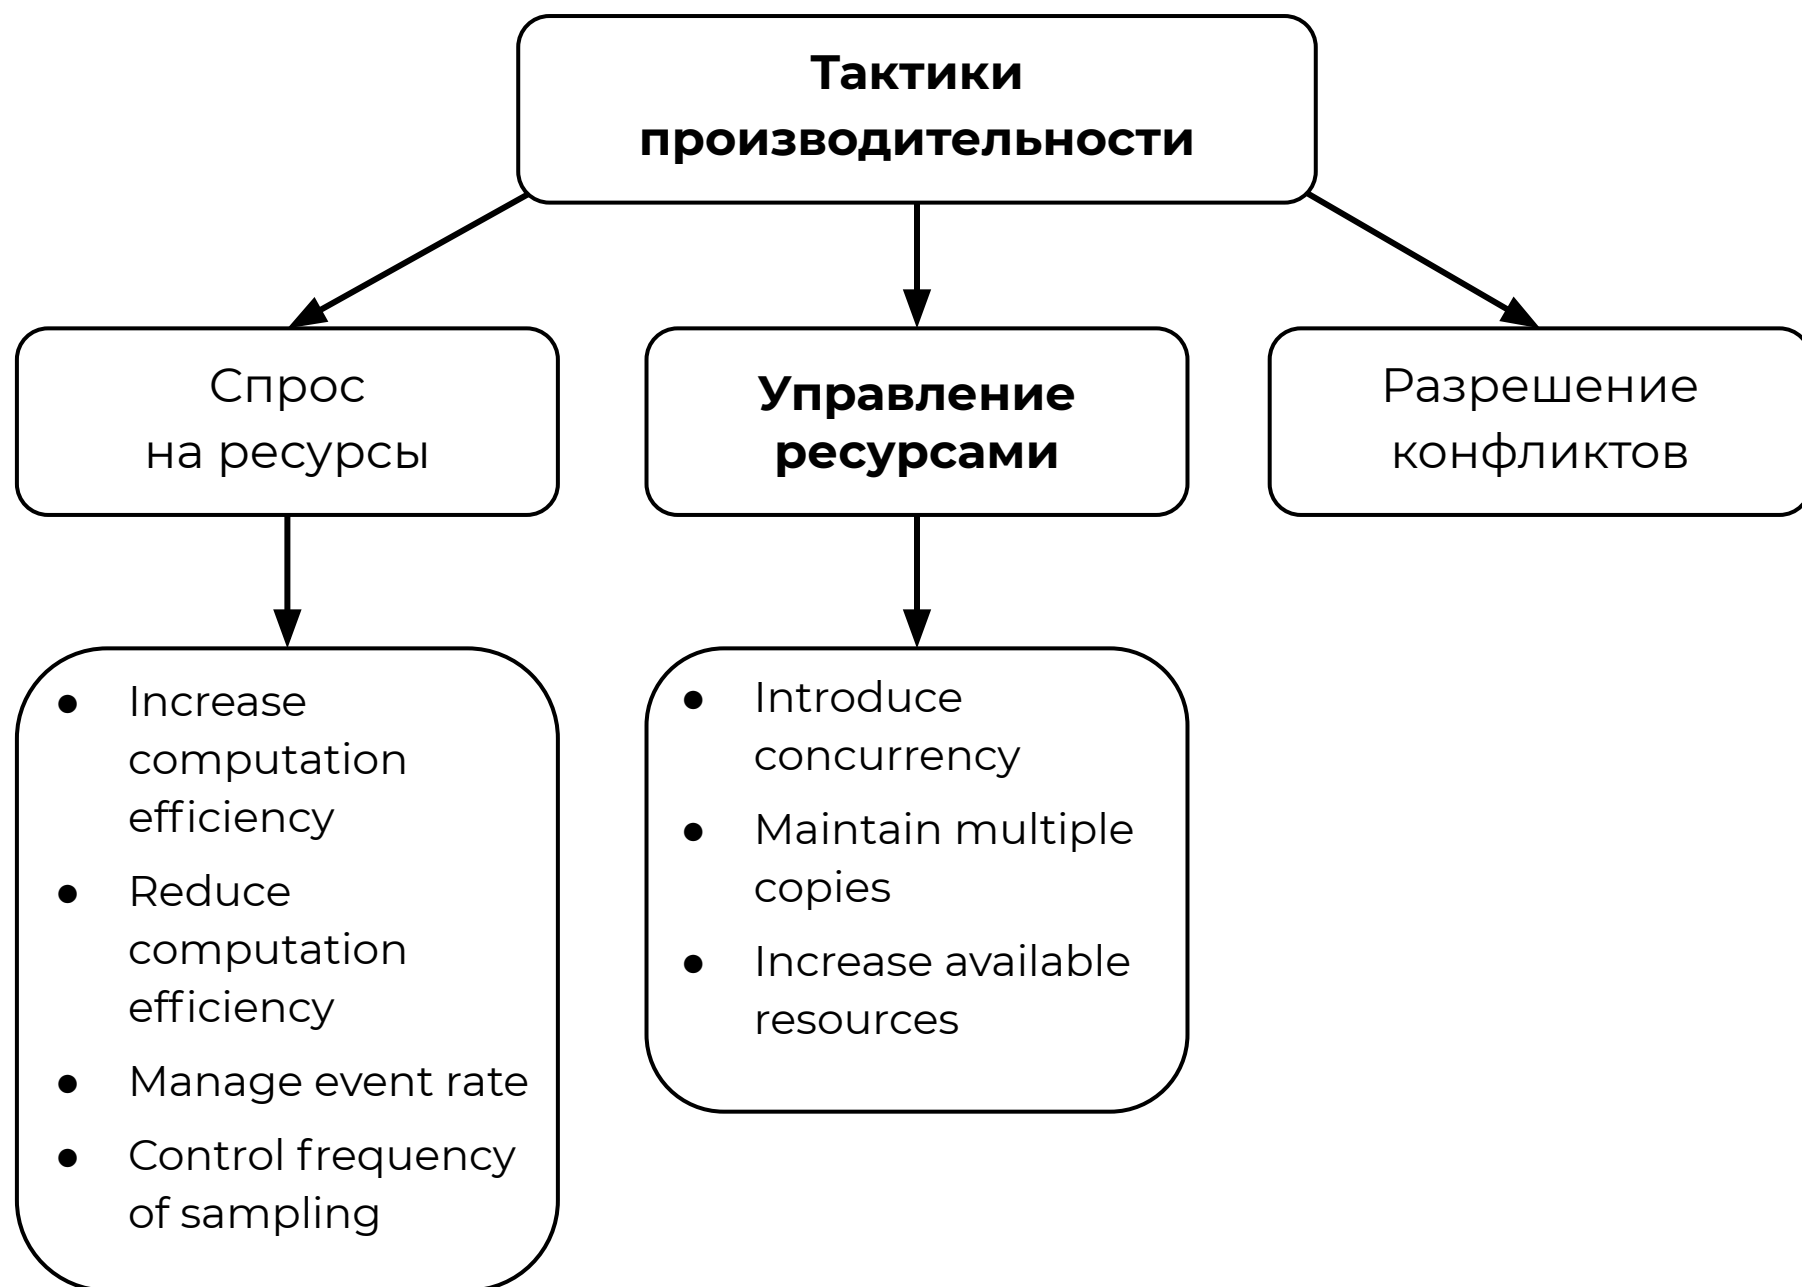 Тактики
производительности
Спрос
на ресурсы
Управление
ресурсами
Разрешение
конфликтов
● Increase
computation
efficiency
● Reduce
computation
efficiency
● Manage event rate
● Control frequency
of sampling
● Introduce
concurrency
● Maintain multiple
copies
● Increase available
resources